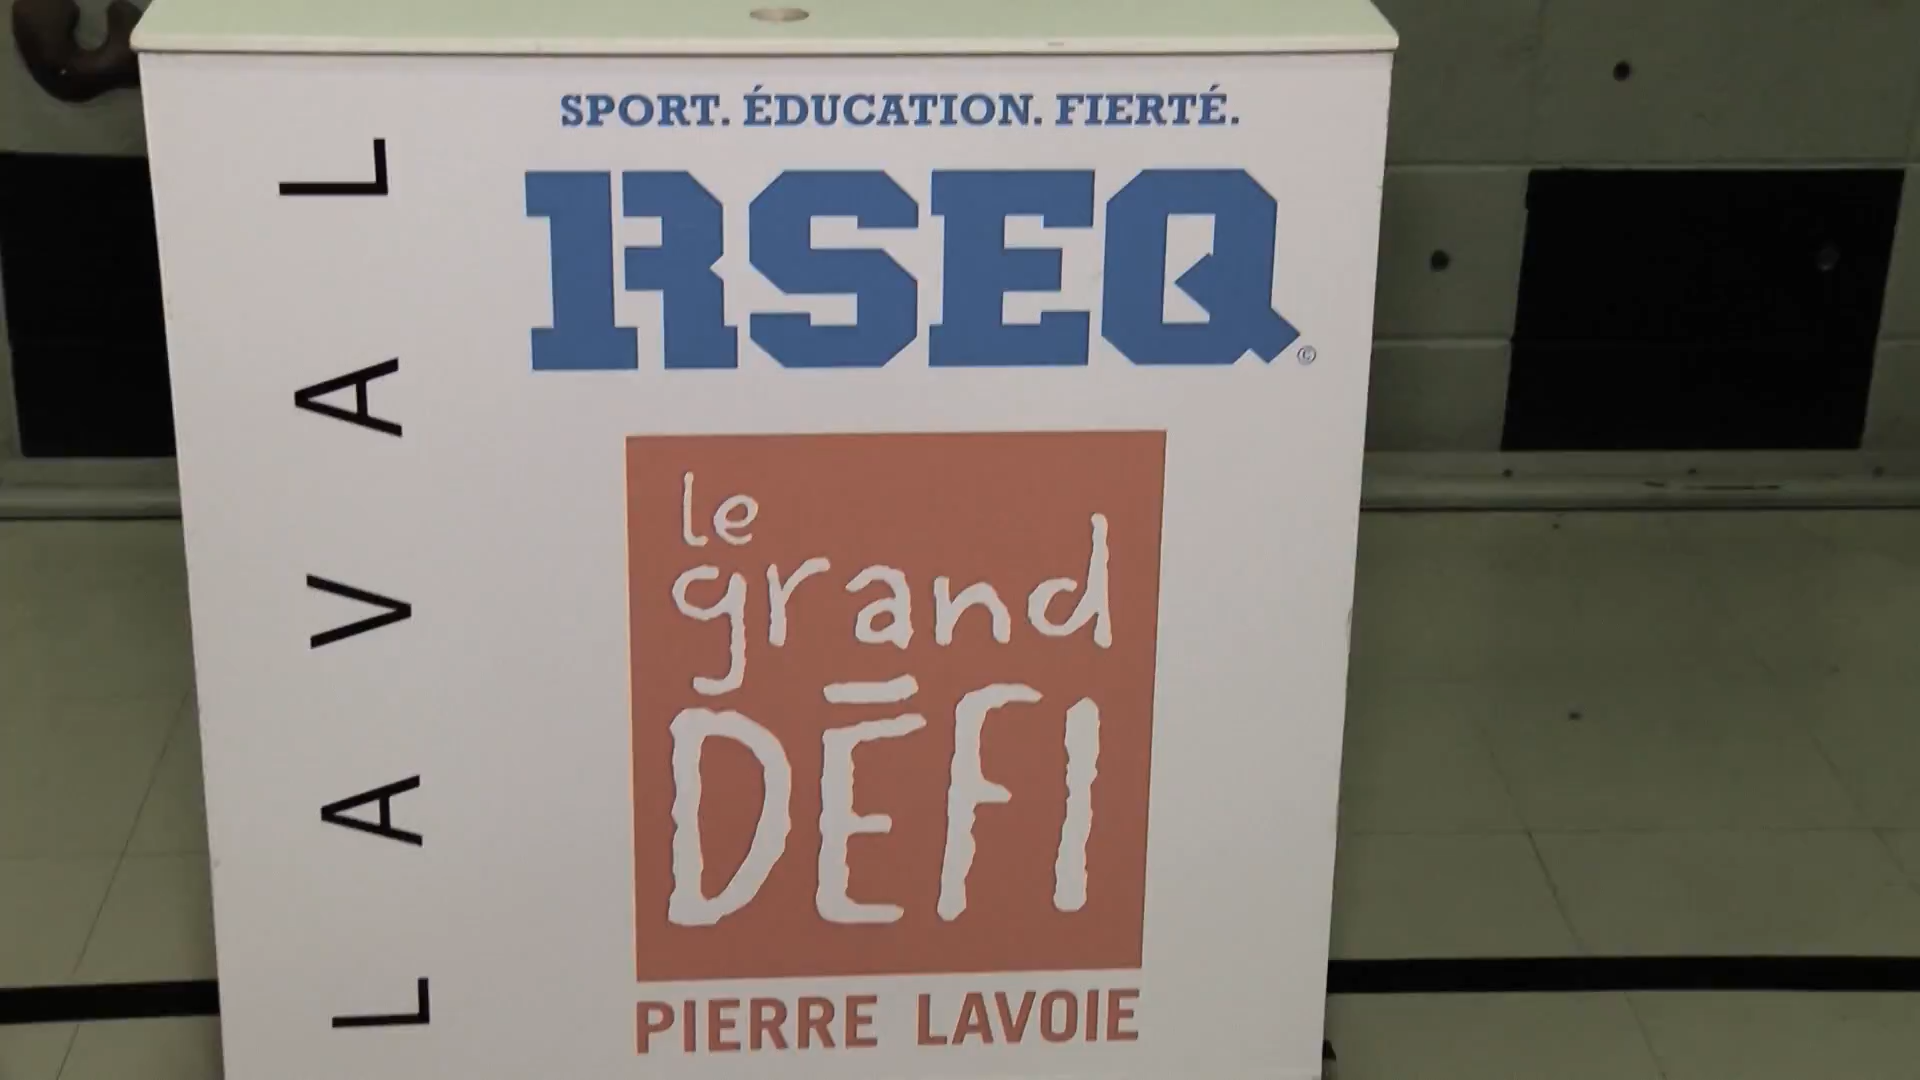 LAVAL
SPORT. ÉDUCATION. FIERTÉ.
RSEQ©
le
grand
DÉFI
PIERRE LAVOIE